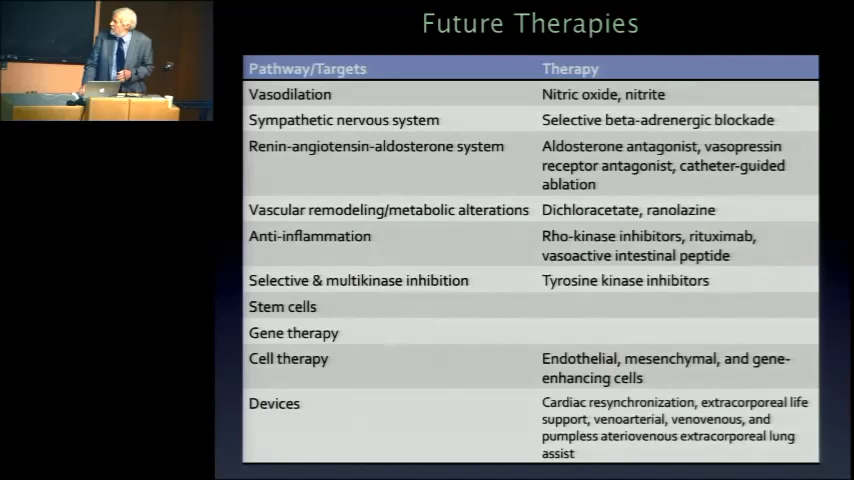 Future Therapies
Pathway/Targets Therapy
Vasodilation Nitric oxide, nitrite
Sympathetic nervous system Selective beta-adrenergic blockade
Renin-angiotensin-aldosterone system Aldosterone antagonist, vasopressin
receptor antagonist, catheter-guided
ablation
Vascular remodeling/metabolic alterations Dichloracetate, ranolazine
Anti-inflammation Rho-kinase inhibitors, rituximab,
vasoactive intestinal peptide
Selective & multikinase inhibition Tyrosine kinase inhibitors
Stem cells
Gene therapy
Cell therapy Endothelial, mesenchymal, and gene-
enhancing cells
Devices Cardiac resynchronization, extracorporeal life
support, venoarterial, venovenous, and
pumpless ateriovenous extracorporeal lung
assist